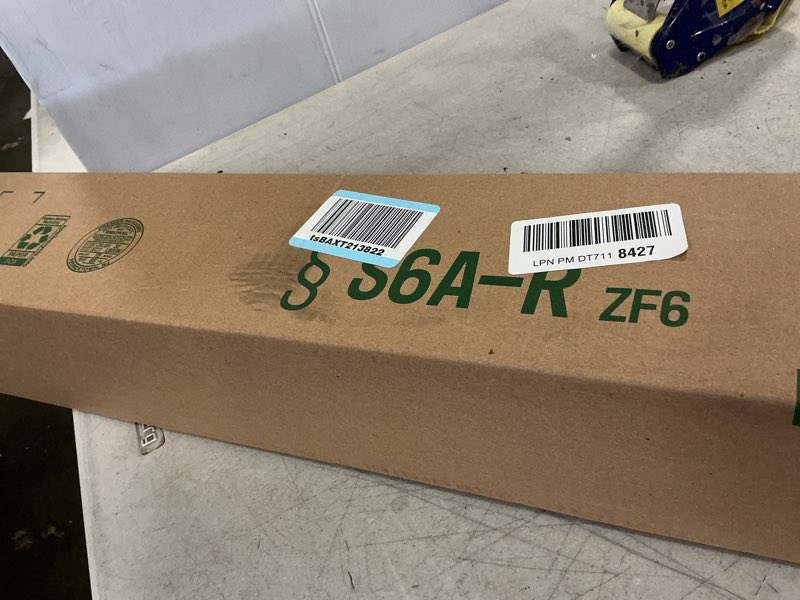 tsBAXT213822
LPN PM DT711 8427
§ S6A-R ZF6